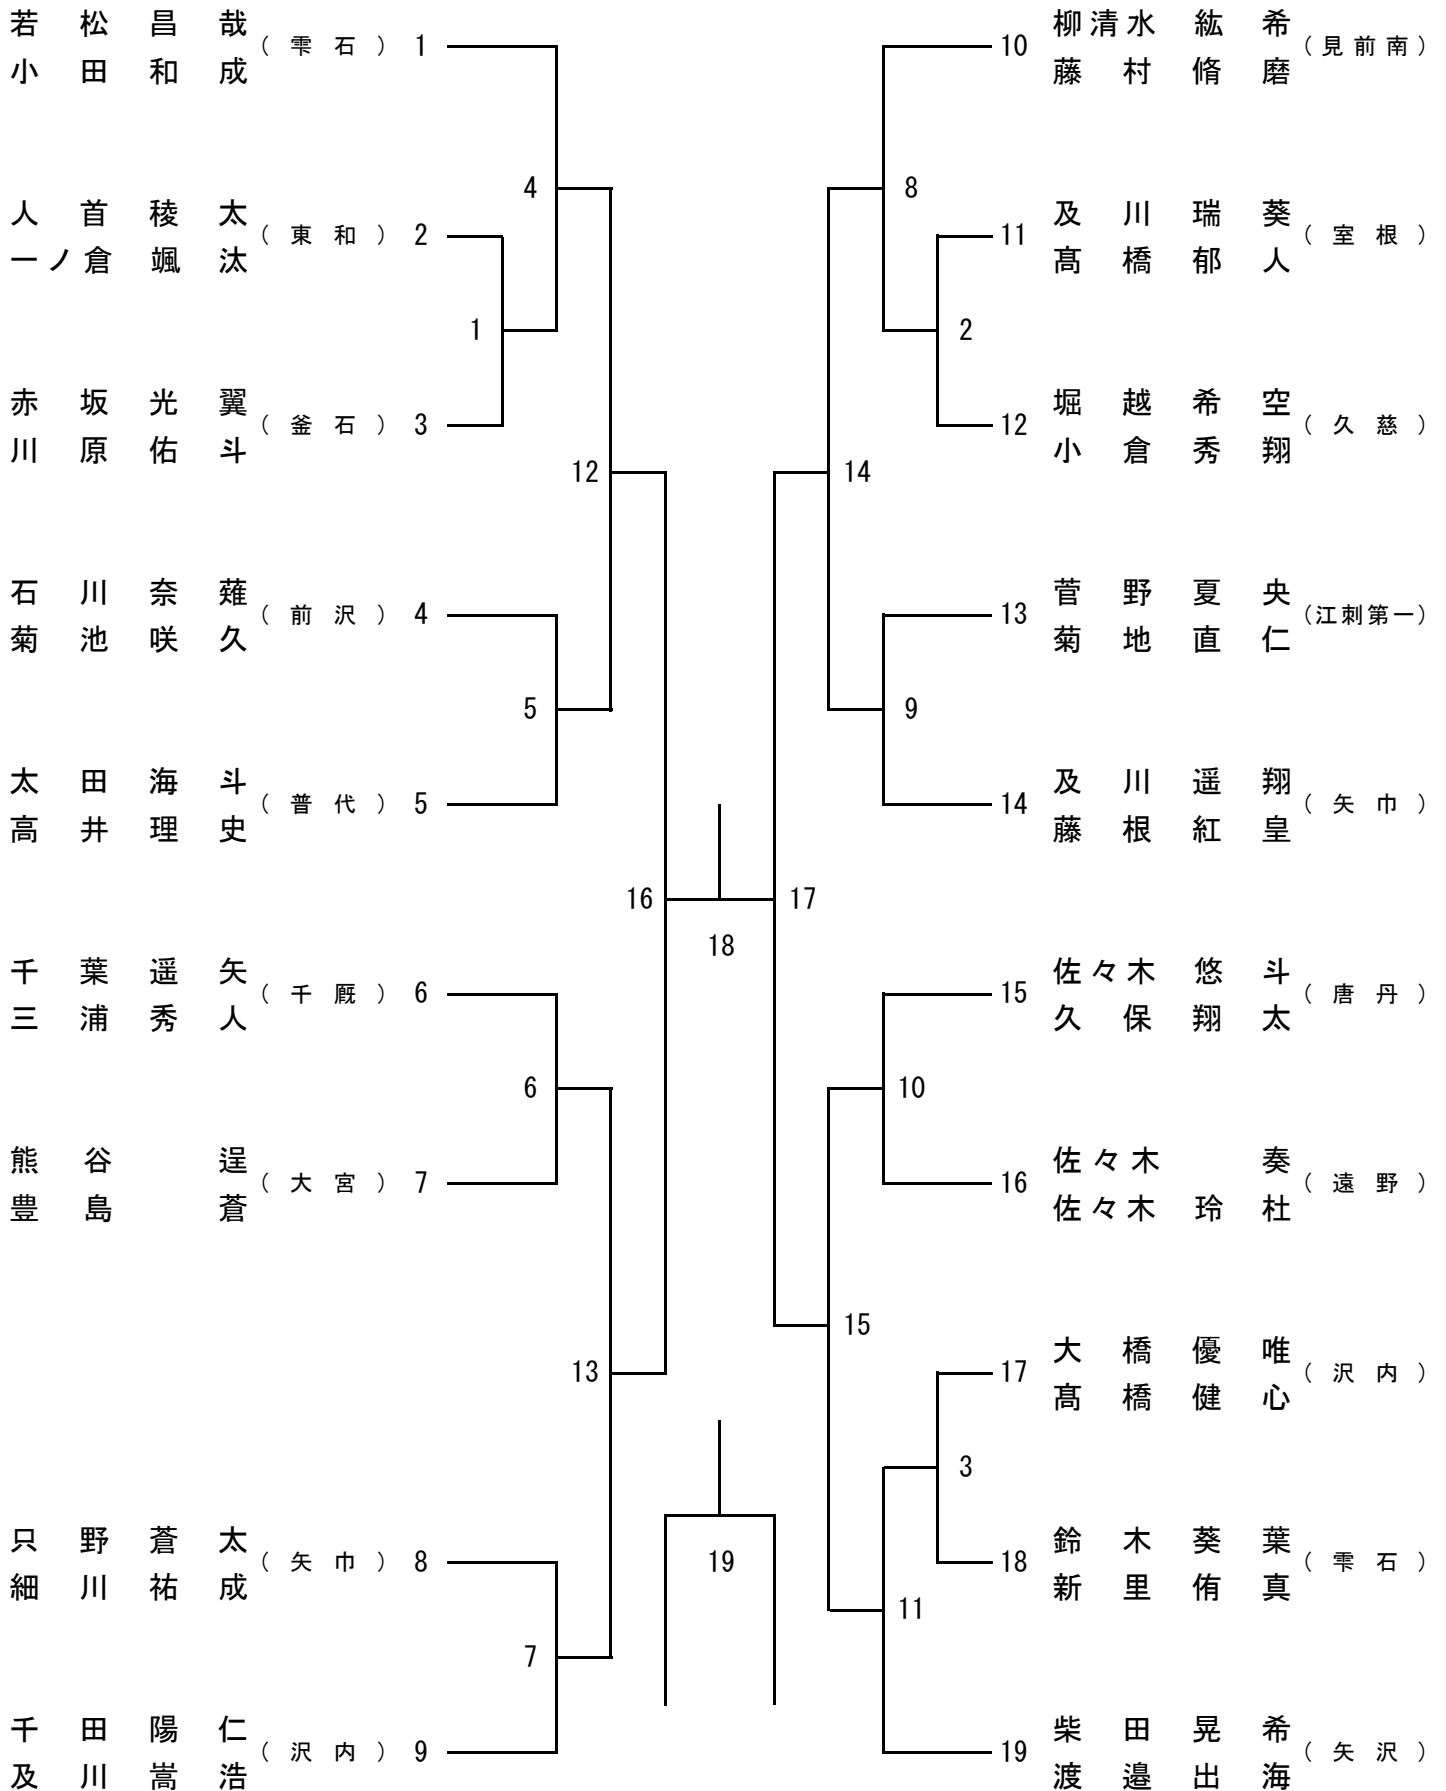 若松昌哉
(雫石) 1
小田和成
4
人首稜太
(東和) 2
一ノ倉颯汰
1
赤坂光翼
(釜石) 3
川原佑斗
12
石川奈薙
(前沢) 4
菊池咲久
5
太田海斗
(普代) 5
高井理史
16
千葉遥矢
(千厩) 6
三浦秀人
6
熊谷逞
(大宮) 7
豊島蒼
13
只野蒼太
(矢巾) 8
細川祐成
7
千田陽仁
(沢内) 9
及川嵩浩
18
19
柳清水紘希
10 (見前南)
藤村脩磨
8
及川瑞葵
11 (室根)
髙橋郁人
2
堀越希空
12 (久慈)
小倉秀翔
14
菅野夏央
13 (江刺第一)
菊地直仁
9
及川遥翔
14 (矢巾)
藤根紅皇
17
佐々木悠斗
15 (唐丹)
久保翔太
10
佐々木奏
16 (遠野)
佐々木玲杜
15
大橋優唯
17 (沢内)
髙橋健心
3
鈴木葵葉
18 (雫石)
新里侑真
11
柴田晃希
19 (矢沢)
渡邉出海